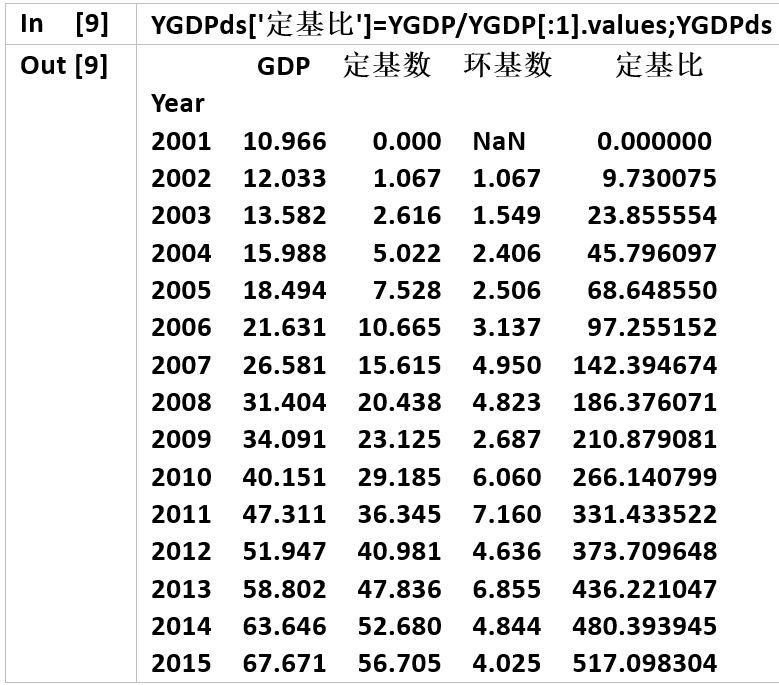 In [9] YGDPds['定基比']=YGDP/YGDP[:1].values;YGDPds
Out [9] GDP 定基数 环基数 定基比
Year
2001 10.966 0.000 NaN 0.000000
2002 12.033 1.067 1.067 9.730075
2003 13.582 2.616 1.549 23.855554
2004 15.988 5.022 2.406 45.796097
2005 18.494 7.528 2.506 68.648550
2006 21.631 10.665 3.137 97.255152
2007 26.581 15.615 4.950 142.394674
2008 31.404 20.438 4.823 186.376071
2009 34.091 23.125 2.687 210.879081
2010 40.151 29.185 6.060 266.140799
2011 47.311 36.345 7.160 331.433522
2012 51.947 40.981 4.636 373.709648
2013 58.802 47.836 6.855 436.221047
2014 63.646 52.680 4.844 480.393945
2015 67.671 56.705 4.025 517.098304